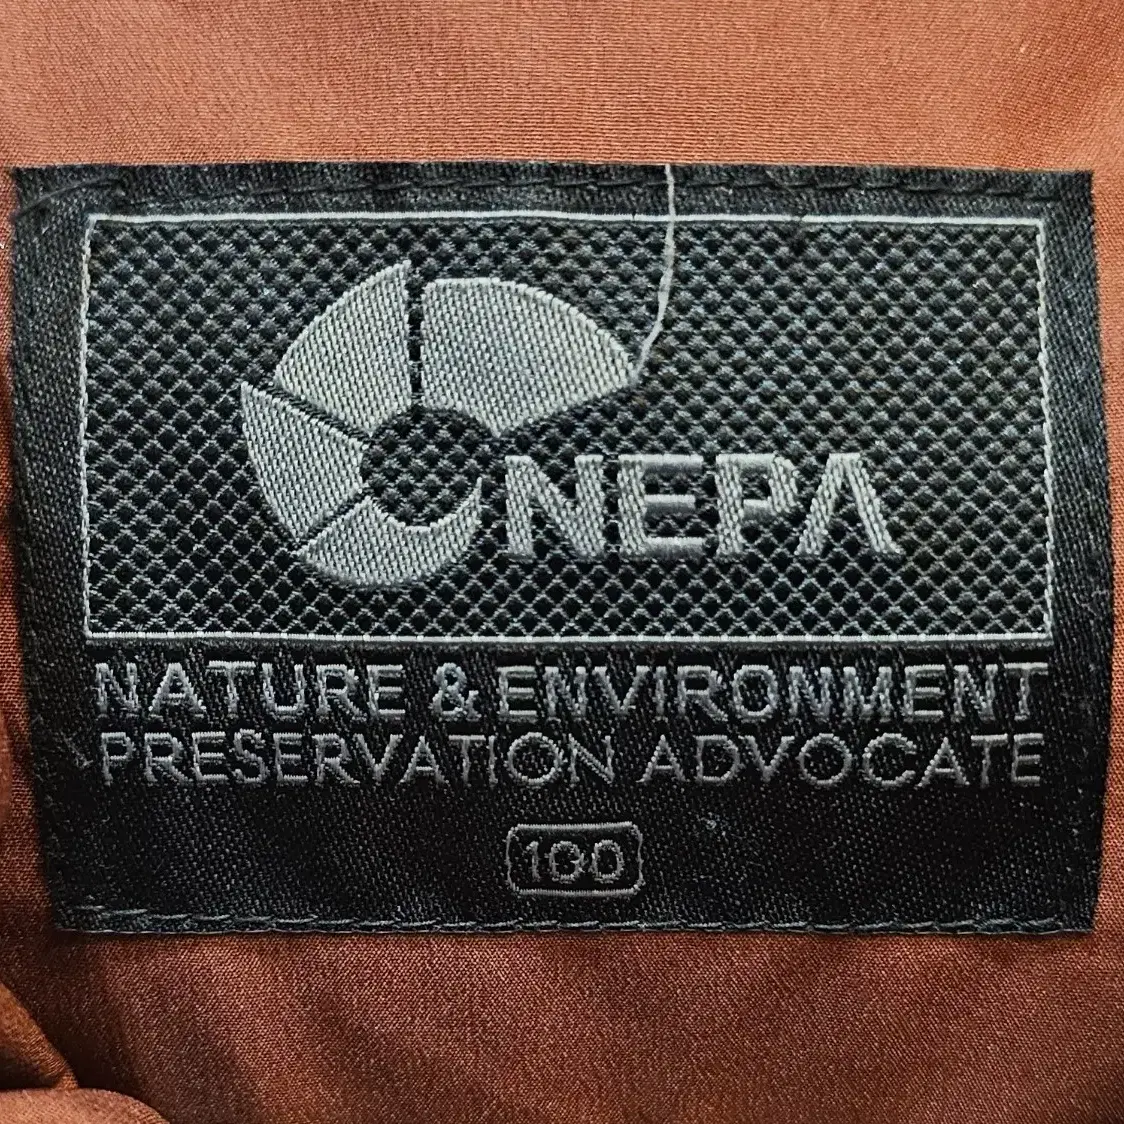 NEPA
NATURE & ENVIRONMENT
PRESERVATION ADVOCATE
100